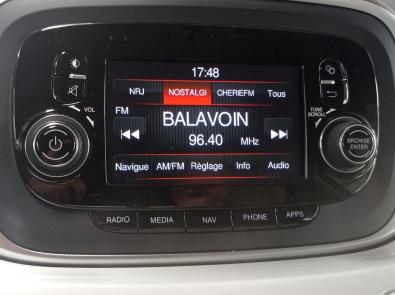 17:48
NRJ NOSTALGI CHERIEFM Tous
VOL
FM
TUNE
SCROLL
BALAVOIN
96.40 MHz
BROWSE
ENTER
Navigue AM/FM Réglage Info Audio
RADIO MEDIA NAV PHONE APPS